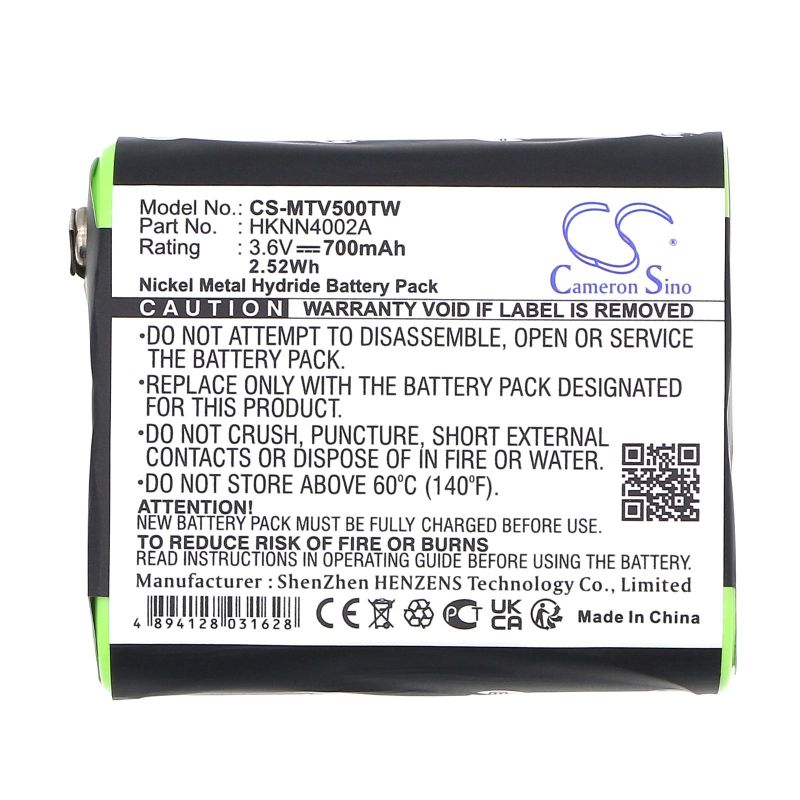 Model No.: CS-MTV500TW
Part No. : HKNN4002A
Rating : 3.6V⎓700mAh
2.52Wh
Nickel Metal Hydride Battery Pack
Cameron Sino
CAUTION WARRANTY VOID IF LABEL IS REMOVED
•DO NOT ATTEMPT TO DISASSEMBLE, OPEN OR SERVICE
THE BATTERY PACK.
•REPLACE ONLY WITH THE BATTERY PACK DESIGNATED
FOR THIS PRODUCT.
•DO NOT CRUSH, PUNCTURE, SHORT EXTERNAL
CONTACTS OR DISPOSE OF IN FIRE OR WATER.
•DO NOT STORE ABOVE 60°C (140°F).
ATTENTION!
NEW BATTERY PACK MUST BE FULLY CHARGED BEFORE USE.
TO REDUCE RISK OF FIRE OR BURNS
READ INSTRUCTIONS IN OPERATING GUIDE BEFORE USING THE BATTERY.
Manufacturer : ShenZhen HENZENS Technology Co., Limited
4 894128 031628 CE PCT UK CA Made In China